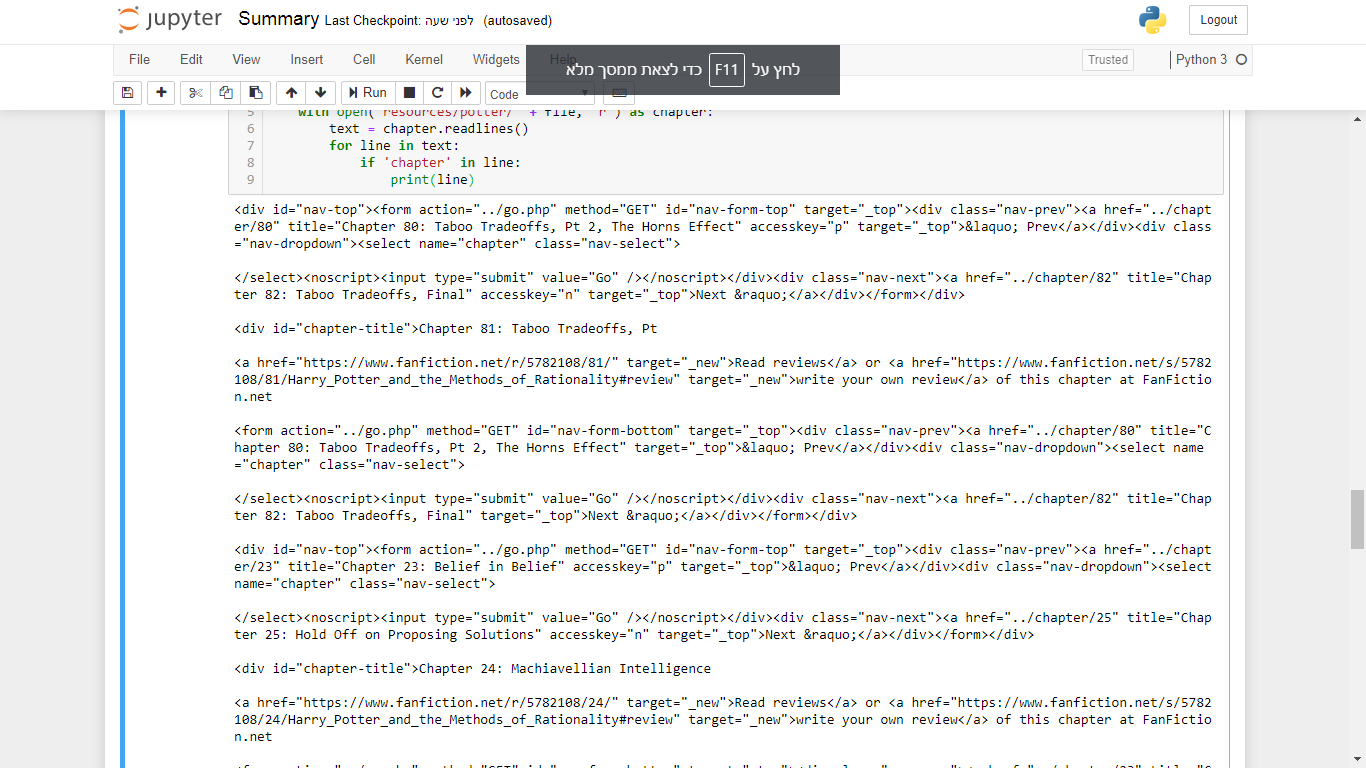 jupyter Summary Last Checkpoint: לפני שעה (autosaved)
Logout
File Edit View Insert Cell Kernel Widgets Help
לחץ על F11 כדי לצאת ממסך מלא
Trusted
Python 3
Run
Code
5 with open('resources/potter/' + file, 'r') as chapter:
6 text = chapter.readlines()
7 for line in text:
8 if 'chapter' in line:
9 print(line)
<div id="nav-top"><form action="../go.php" method="GET" id="nav-form-top" target="_top"><div class="nav-prev"><a href="../chapt
er/80" title="Chapter 80: Taboo Tradeoffs, Pt 2, The Horns Effect" accesskey="p" target="_top">&laquo; Prev</a></div><div class
="nav-dropdown"><select name="chapter" class="nav-select">
</select><noscript><input type="submit" value="Go" /></noscript></div><div class="nav-next"><a href="../chapter/82" title="Chap
ter 82: Taboo Tradeoffs, Final" accesskey="n" target="_top">Next &raquo;</a></div></form></div>
<div id="chapter-title">Chapter 81: Taboo Tradeoffs, Pt
<a href="https://www.fanfiction.net/r/5782108/81/" target="_new">Read reviews</a> or <a href="https://www.fanfiction.net/s/5782
108/81/Harry_Potter_and_the_Methods_of_Rationality#review" target="_new">write your own review</a> of this chapter at FanFictio
n.net
<form action="../go.php" method="GET" id="nav-form-bottom" target="_top"><div class="nav-prev"><a href="../chapter/80" title="C
hapter 80: Taboo Tradeoffs, Pt 2, The Horns Effect" target="_top">&laquo; Prev</a></div><div class="nav-dropdown"><select name
="chapter" class="nav-select">
</select><noscript><input type="submit" value="Go" /></noscript></div><div class="nav-next"><a href="../chapter/82" title="Chap
ter 82: Taboo Tradeoffs, Final" target="_top">Next &raquo;</a></div></form></div>
<div id="nav-top"><form action="../go.php" method="GET" id="nav-form-top" target="_top"><div class="nav-prev"><a href="../chapt
er/23" title="Chapter 23: Belief in Belief" accesskey="p" target="_top">&laquo; Prev</a></div><div class="nav-dropdown"><select
name="chapter" class="nav-select">
</select><noscript><input type="submit" value="Go" /></noscript></div><div class="nav-next"><a href="../chapter/25" title="Chap
ter 25: Hold Off on Proposing Solutions" accesskey="n" target="_top">Next &raquo;</a></div></form></div>
<div id="chapter-title">Chapter 24: Machiavellian Intelligence
<a href="https://www.fanfiction.net/r/5782108/24/" target="_new">Read reviews</a> or <a href="https://www.fanfiction.net/s/5782
108/24/Harry_Potter_and_the_Methods_of_Rationality#review" target="_new">write your own review</a> of this chapter at FanFictio
n.net